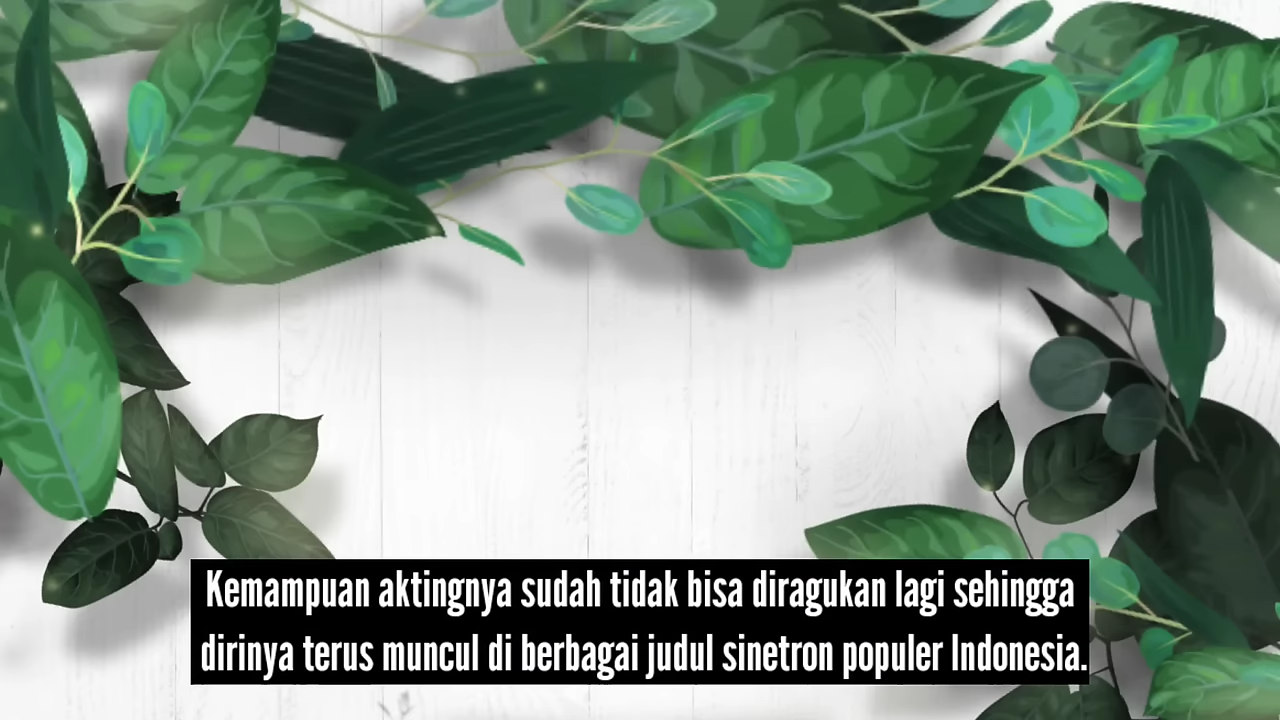 Kemampuan aktingnya sudah tidak bisa diragukan lagi sehingga
dirinya terus muncul di berbagai judul sinetron populer Indonesia.